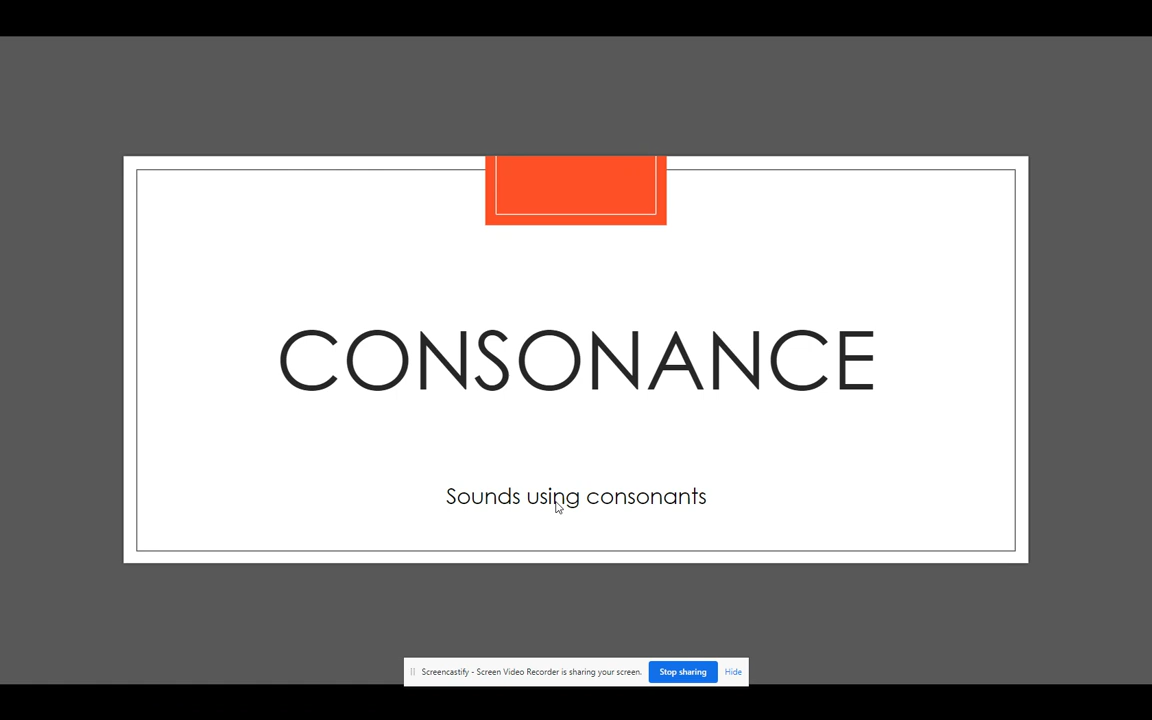 CONSONANCE
Sounds using consonants
Screencastify - Screen Video Recorder is sharing your screen. Stop sharing Hide